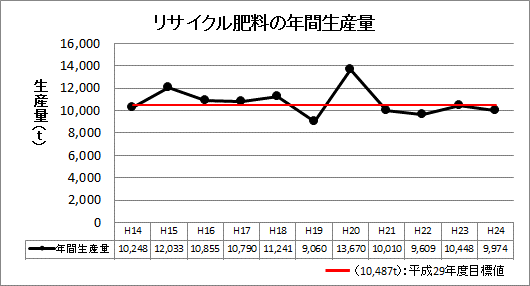 リサイクル肥料の年間生産量
生産量(t)
16,000
14,000
12,000
10,000
8,000
6,000
4,000
2,000
0
H14 H15 H16 H17 H18 H19 H20 H21 H22 H23 H24
年間生産量 10,248 12,033 10,855 10,790 11,241 9,060 13,670 10,010 9,609 10,448 9,974
(10,487t):平成29年度目標値